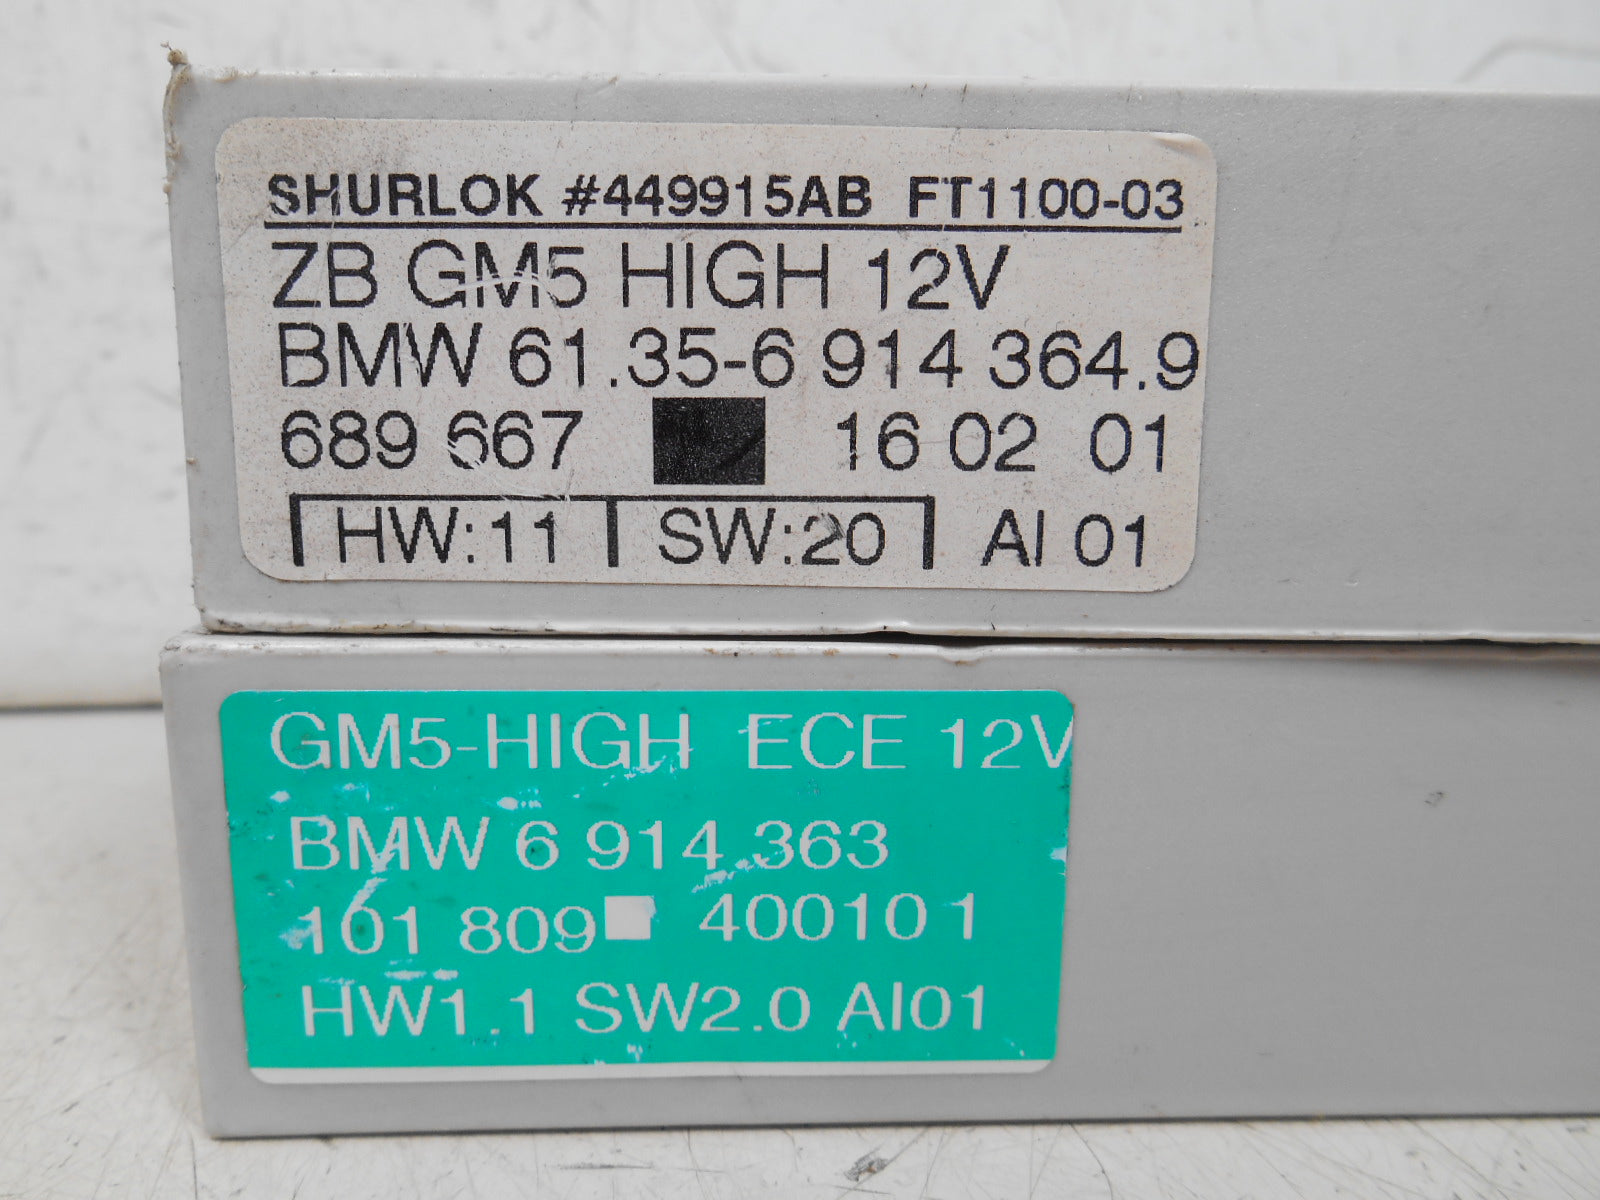 SHURLOK #449915AB FT1100-03
ZB GM5 HIGH 12V
BMW 61.35-6 914 364.9
689 667 16 02 01
HW:11 SW:20 AI 01
GM5-HIGH ECE 12V
BMW 6 914 363
101 809 400101
HW1.1 SW2.0 AI01